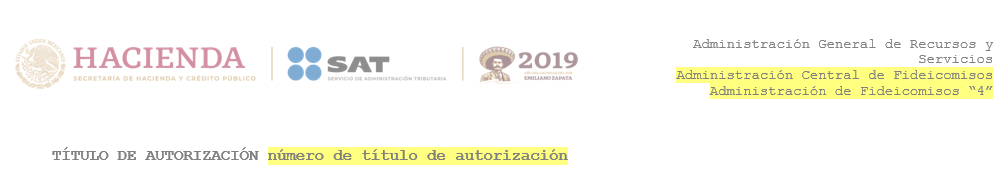 HACIENDA
SECRETARÍA DE HACIENDA Y CRÉDITO PÚBLICO
SAT
SERVICIO DE ADMINISTRACIÓN TRIBUTARIA
2019
EMILIANO ZAPATA
Administración General de Recursos y
Servicios
Administración Central de Fideicomisos
Administración de Fideicomisos “4”
TÍTULO DE AUTORIZACIÓN número de título de autorización